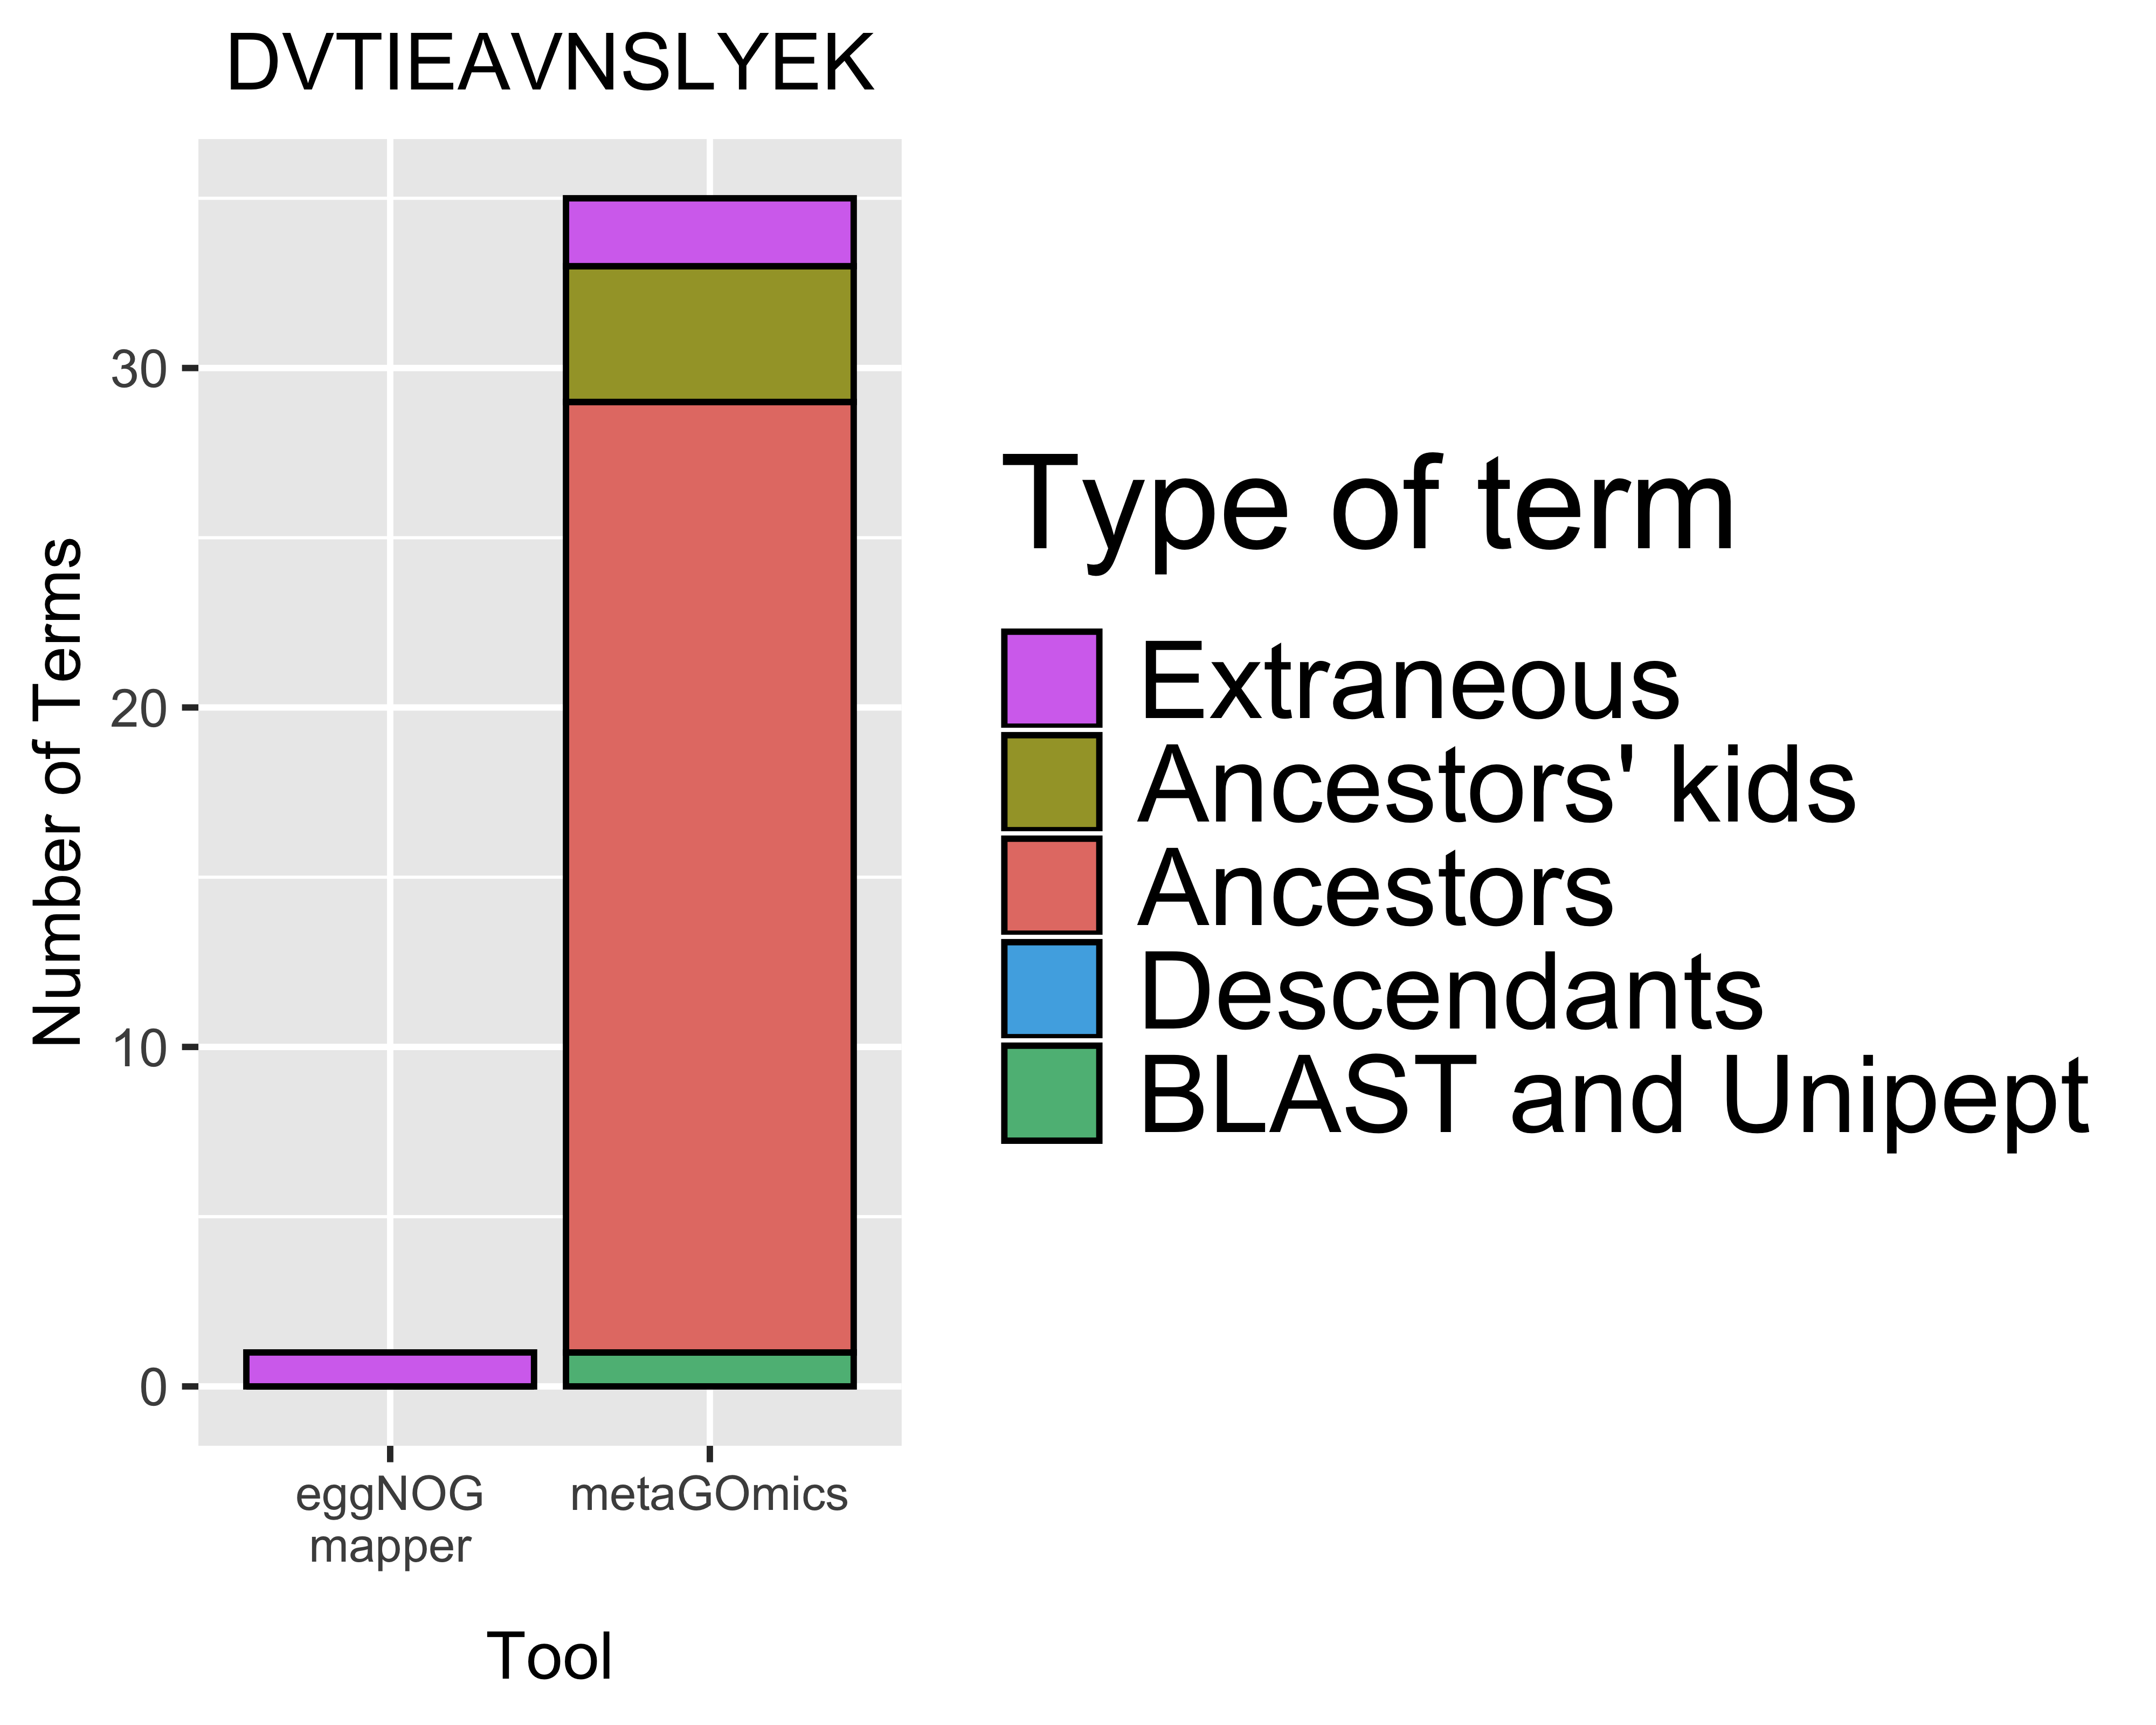 DVTIEAVNSLYEK
Number of Terms
30
20
10
0
eggNOG
mapper
metaGOmics
Tool
Type of term
Extraneous
Ancestors' kids
Ancestors
Descendants
BLAST and Unipept